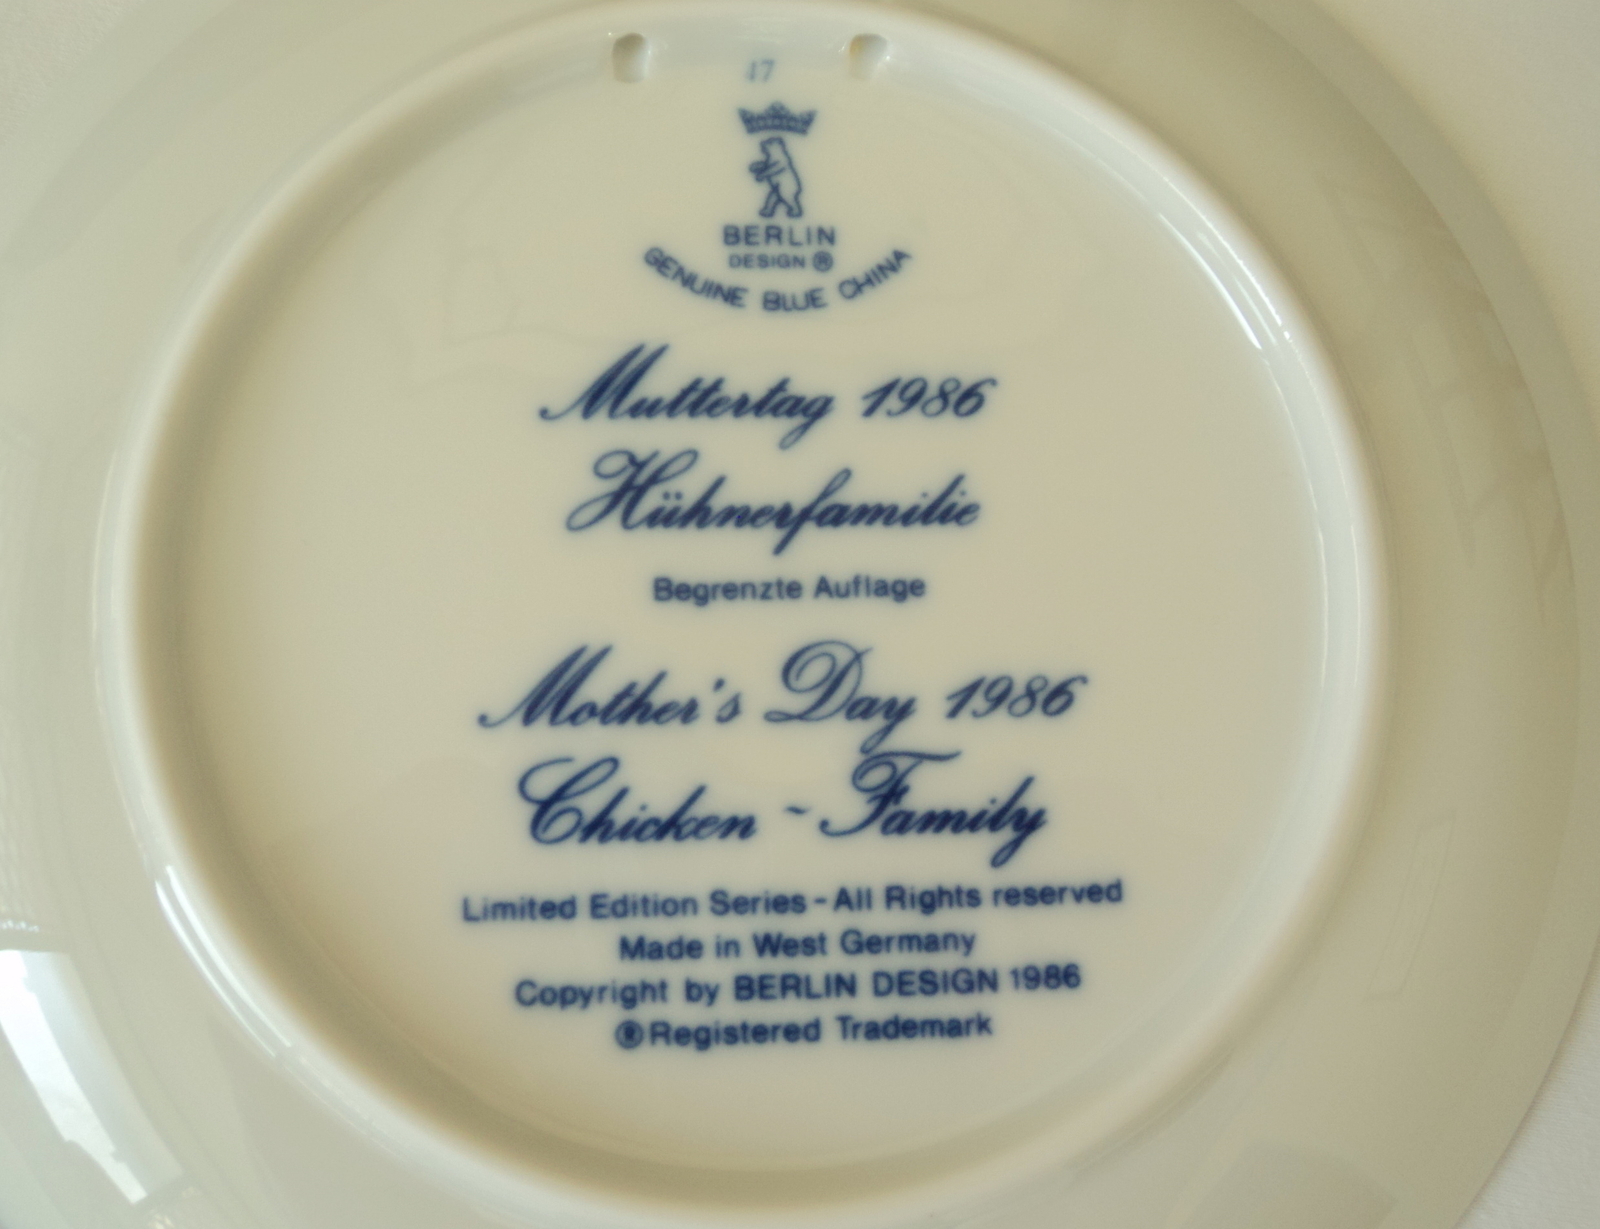 47
BERLIN
DESIGN ®
GENUINE BLUE CHINA
Muttertag 1986
Hühnerfamilie
Begrenzte Auflage
Mother's Day 1986
Chicken - Family
Limited Edition Series - All Rights reserved
Made in West Germany
Copyright by BERLIN DESIGN 1986
® Registered Trademark